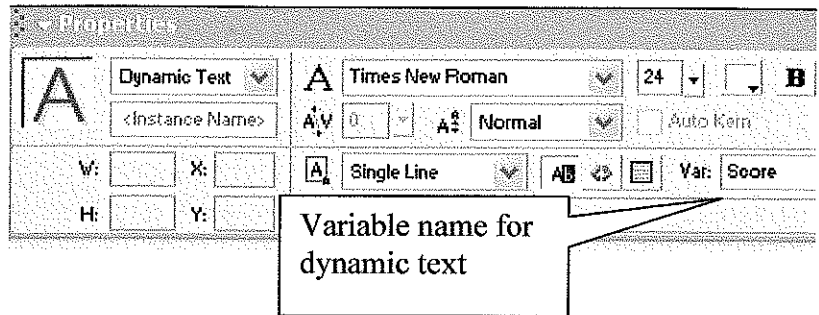 Properties
A Dynamic Text A Times New Roman 24 B
<Instance Name> A V 0 A Normal Auto Kern
W: X: A Single Line AB <> Var: Score
H: Y:
Variable name for
dynamic text